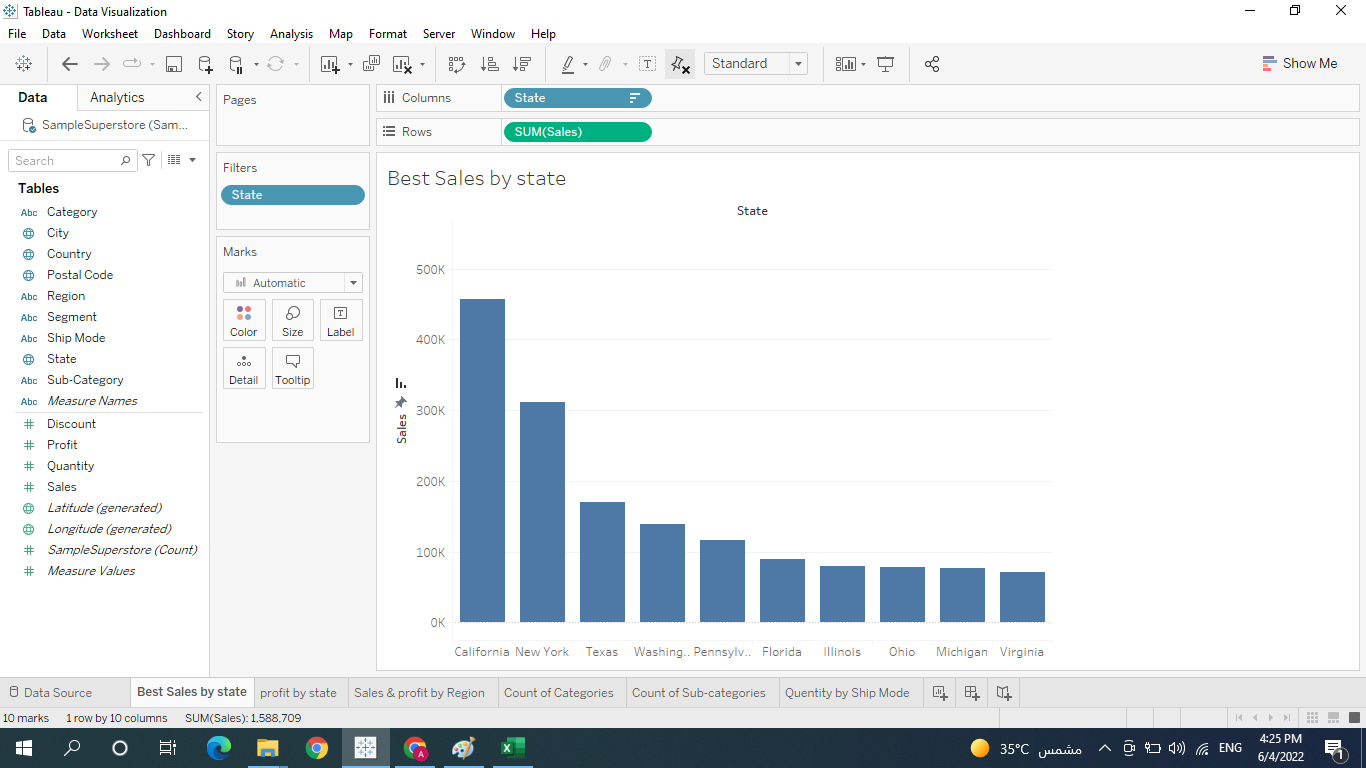 Tableau - Data Visualization
File Data Worksheet Dashboard Story Analysis Map Format Server Window Help
Standard
Show Me
Data Analytics
SampleSuperstore (Sam...
Search
Tables
Abc Category
City
Country
Postal Code
Abc Region
Abc Segment
Abc Ship Mode
State
Abc Sub-Category
Abc Measure Names
Discount
Profit
Quantity
Sales
Latitude (generated)
Longitude (generated)
SampleSuperstore (Count)
Measure Values
Pages
Filters
State
Marks
Automatic
Color Size Label
Detail Tooltip
Columns State
Rows SUM(Sales)
Best Sales by state
State
500K
400K
300K
200K
100K
0K
Sales
California New York Texas Washing.. Pennsylv.. Florida Illinois Ohio Michigan Virginia
Data Source Best Sales by state profit by state Sales & profit by Region Count of Categories Count of Sub-categories Quentity by Ship Mode
10 marks 1 row by 10 columns SUM(Sales): 1,588,709
A
35°C مشمس ENG 4:25 PM
6/4/2022
1